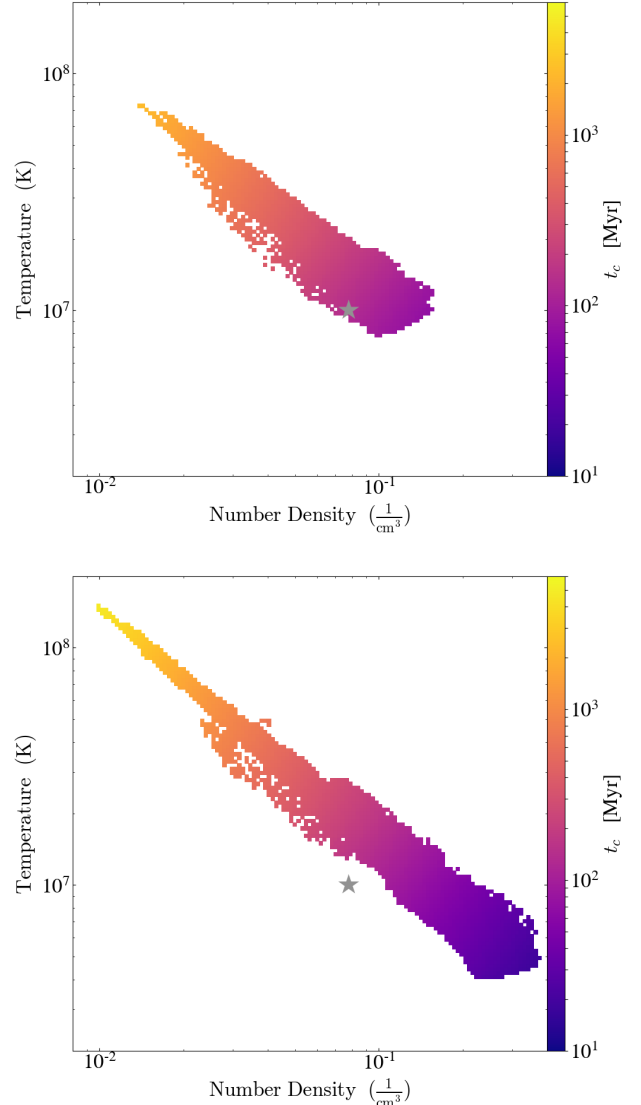 10^8
10^7
Temperature (K)
10^-2
10^-1
Number Density (1/cm^3)
10^3
10^2
10^1
t_c [Myr]
10^8
10^7
Temperature (K)
10^-2
10^-1
Number Density (1/cm^3)
10^3
10^2
10^1
t_c [Myr]